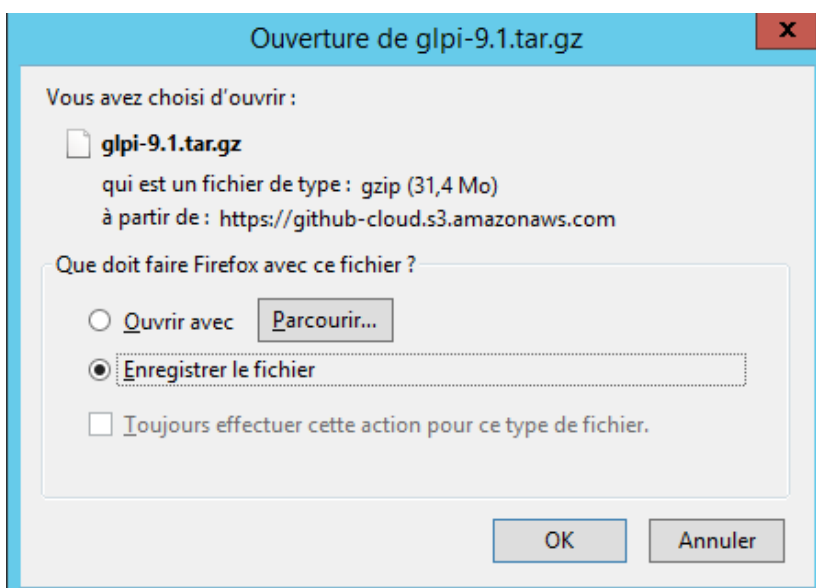 Ouverture de glpi-9.1.tar.gz
x
Vous avez choisi d'ouvrir :
glpi-9.1.tar.gz
qui est un fichier de type : gzip (31,4 Mo)
à partir de : https://github-cloud.s3.amazonaws.com
Que doit faire Firefox avec ce fichier ?
Ouvrir avec Parcourir...
Enregistrer le fichier
Toujours effectuer cette action pour ce type de fichier.
OK Annuler